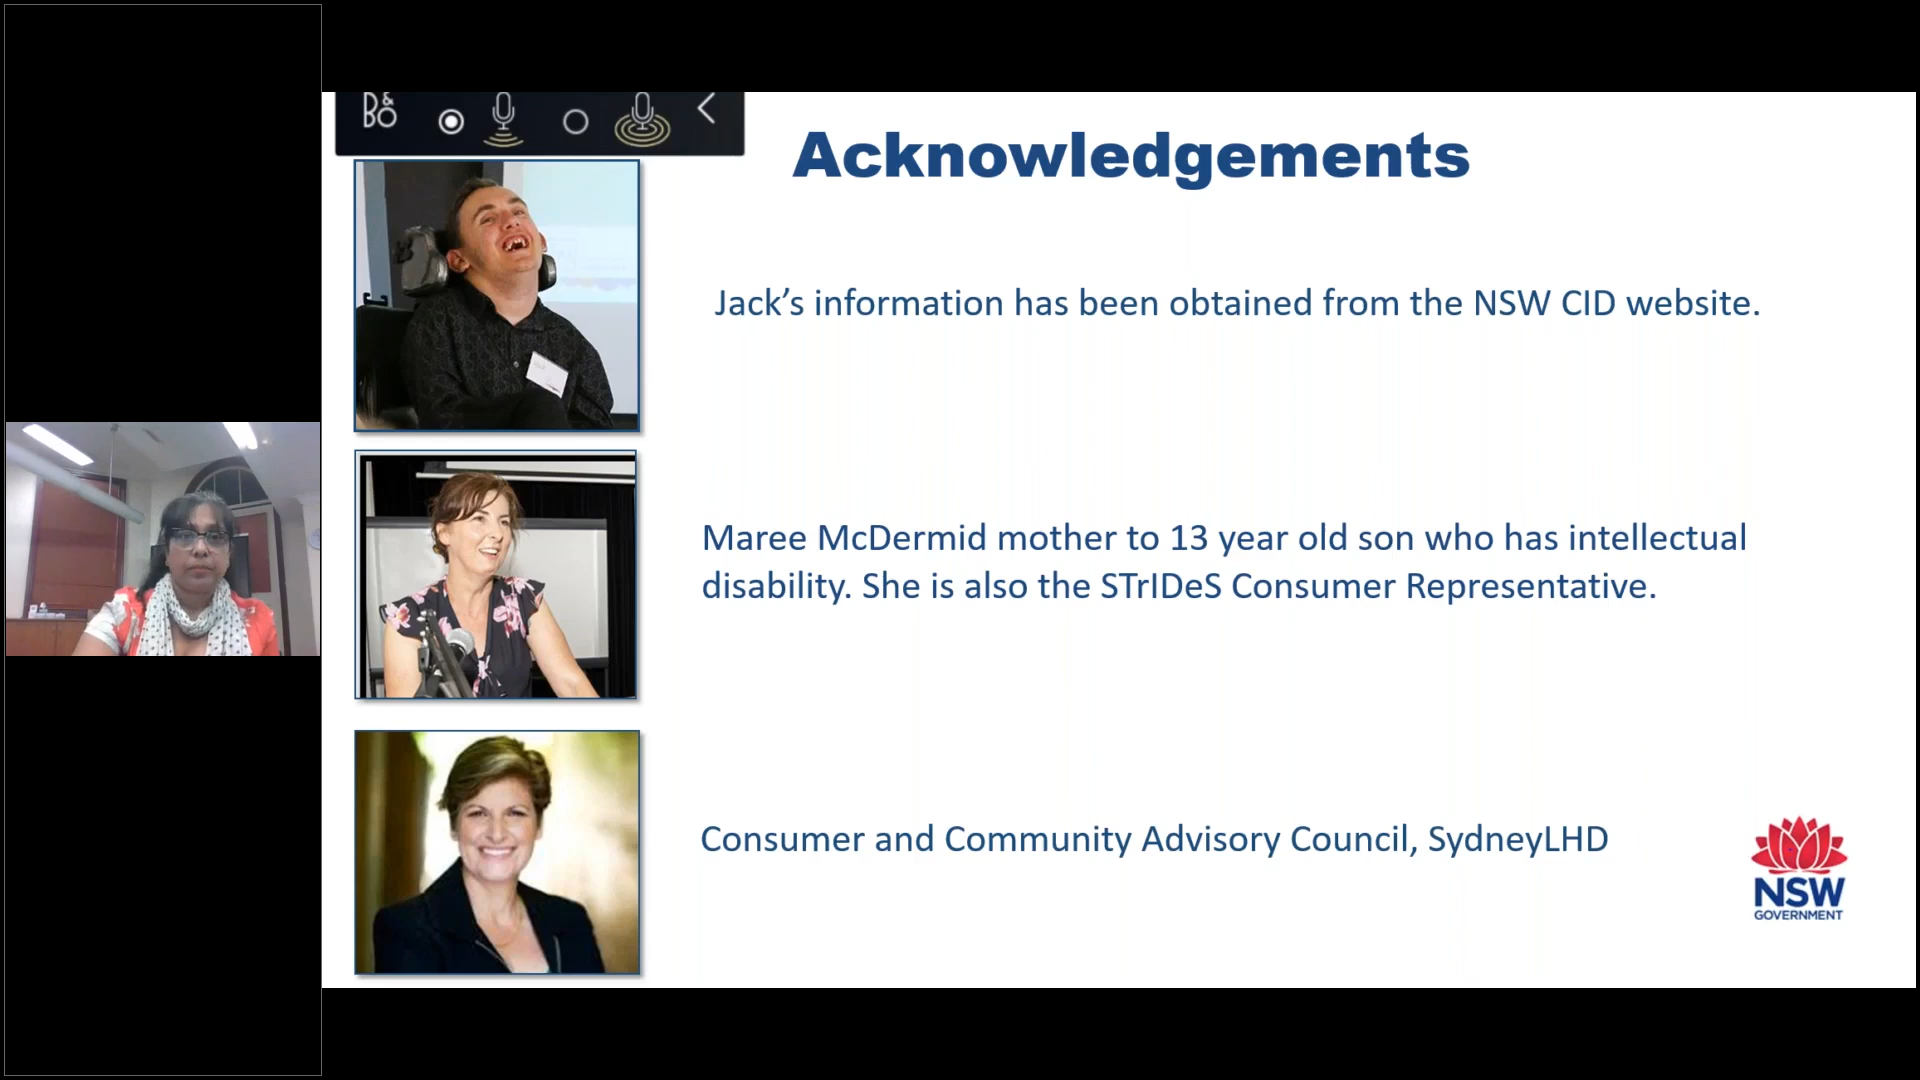 B&O
Acknowledgements
Jack’s information has been obtained from the NSW CID website.
Maree McDermid mother to 13 year old son who has intellectual
disability. She is also the STrIDeS Consumer Representative.
Consumer and Community Advisory Council, SydneyLHD
NSW
GOVERNMENT